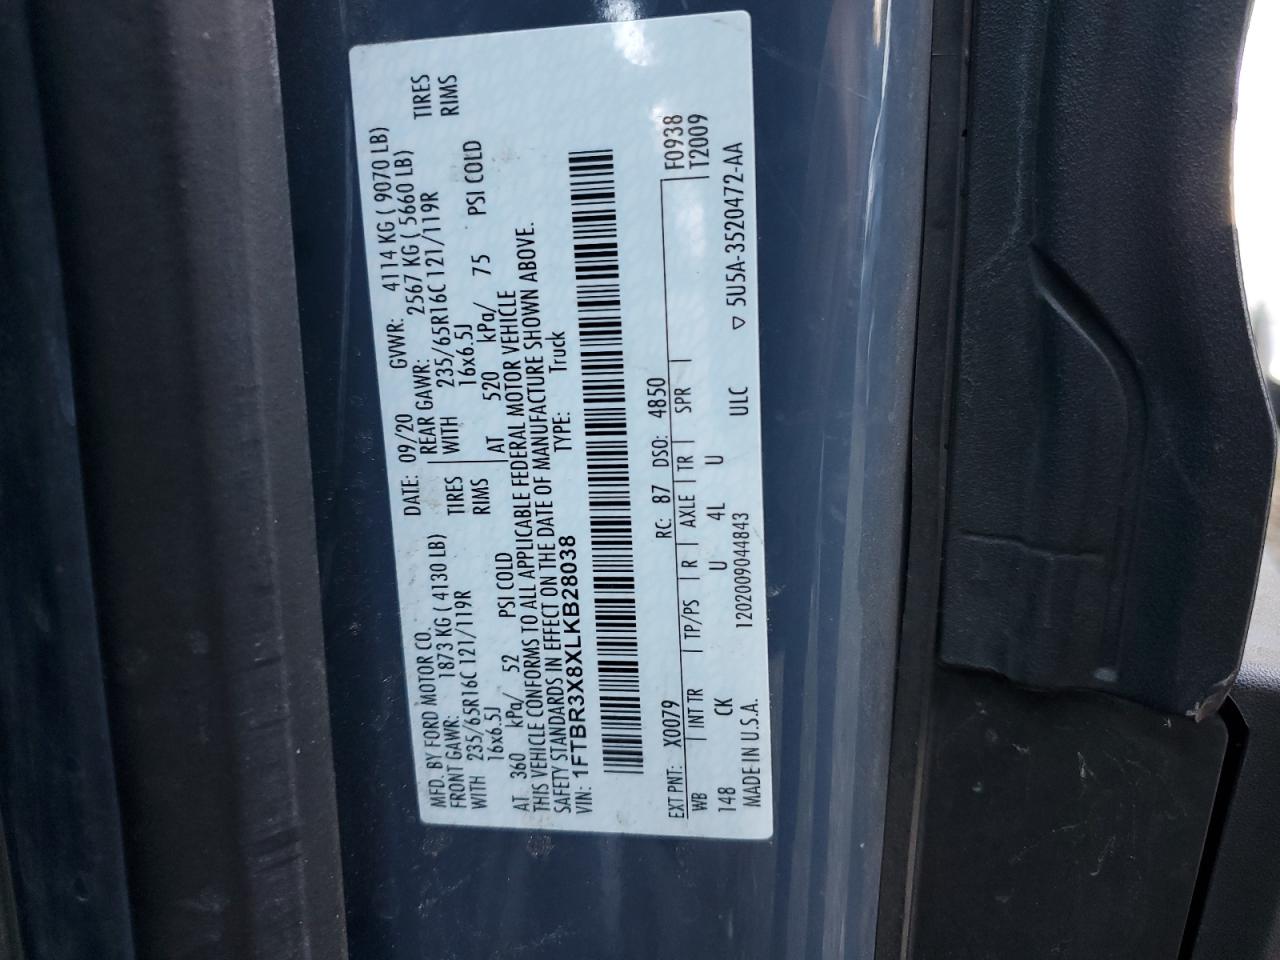 MFD. BY FORD MOTOR CO.
DATE: 09/20 GVWR: 4114 KG ( 9070 LB)
FRONT GAWR: 1873 KG ( 4130 LB) REAR GAWR: 2567 KG ( 5660 LB)
WITH 235/65R16C 121/119R TIRES WITH 235/65R16C 121/119R TIRES
16x6.5J RIMS 16x6.5J RIMS
AT 360 kPa/ 52 PSI COLD AT 520 kPa/ 75 PSI COLD
THIS VEHICLE CONFORMS TO ALL APPLICABLE FEDERAL MOTOR VEHICLE
SAFETY STANDARDS IN EFFECT ON THE DATE OF MANUFACTURE SHOWN ABOVE.
VIN: 1FTBR3X8XLKB28038 TYPE: Truck
EXT PNT: X0079 RC: 87 DSO: 4850 F0938
WB INT TR TP/PS R AXLE TR SPR T2009
148 CK U 4L U
MADE IN U.S.A. 1202009044843 ULC ▽ 5U5A-3520472-AA